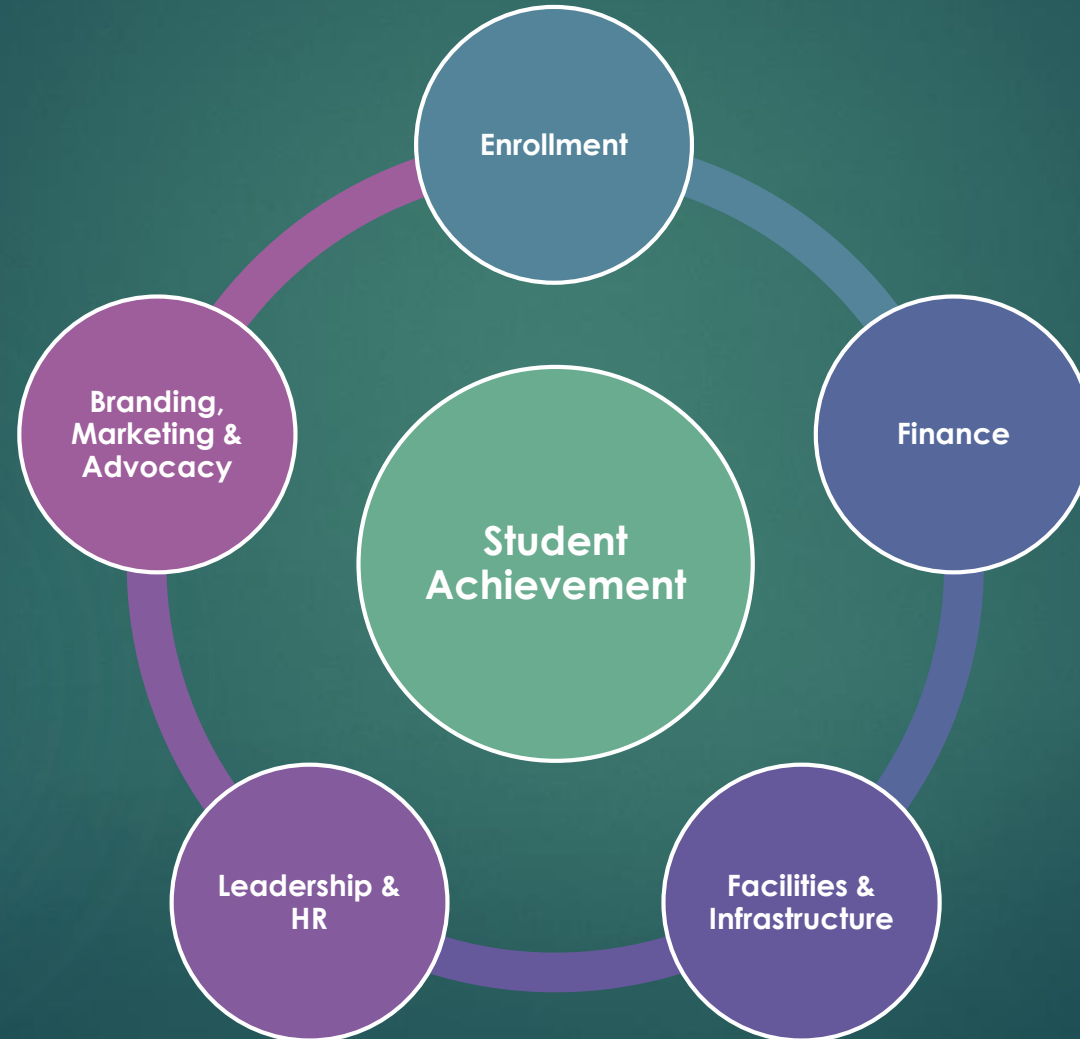 Enrollment
Finance
Facilities &
Infrastructure
Leadership &
HR
Branding,
Marketing &
Advocacy
Student
Achievement